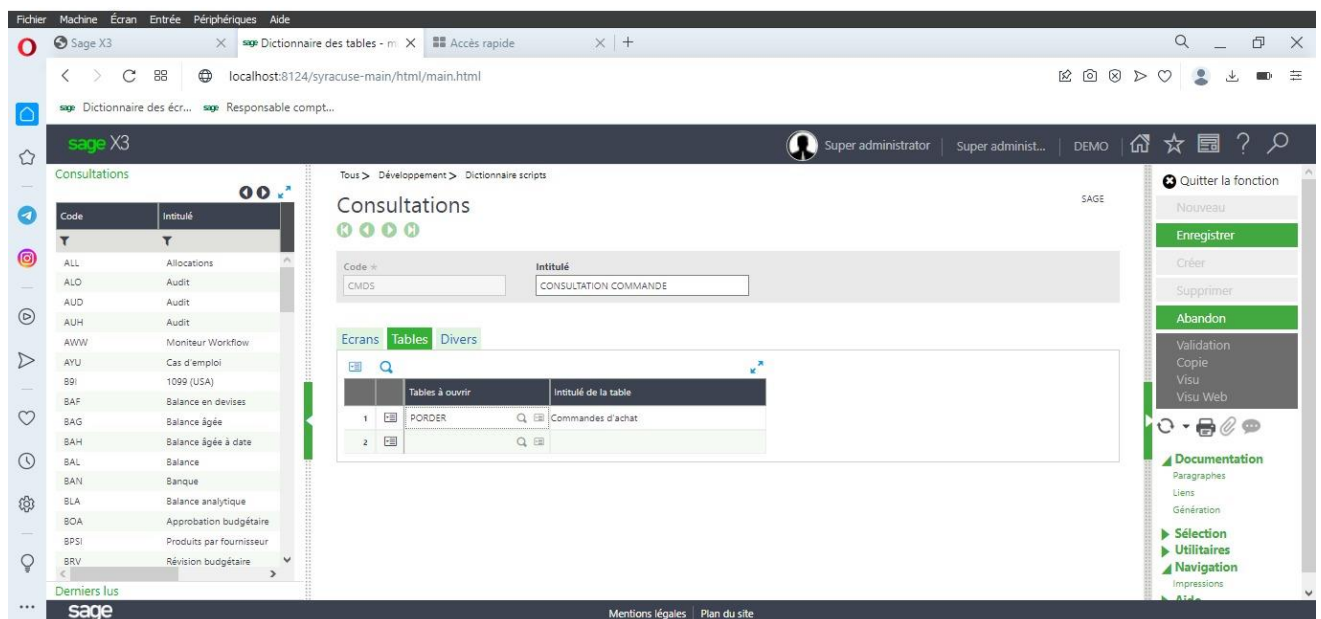 Fichier Machine Écran Entrée Périphériques Aide
Sage X3 sage Dictionnaire des tables - m Accès rapide
localhost:8124/syracuse-main/html/main.html
sage Dictionnaire des écr... sage Responsable compt...
sage X3 Super administrator Super administ... DEMO
Consultations
Code Intitulé
ALL Allocations
ALO Audit
AUD Audit
AUH Audit
AWW Moniteur Workflow
AYU Cas d'emploi
B9I 1099 (USA)
BAF Balance en devises
BAG Balance âgée
BAH Balance âgée à date
BAL Balance
BAN Banque
BLA Balance analytique
BOA Approbation budgétaire
BPSI Produits par fournisseur
BRV Révision budgétaire
Derniers lus
Tous > Développement > Dictionnaire scripts
Consultations SAGE
Code * Intitulé
CMDS CONSULTATION COMMANDE
Ecrans Tables Divers
Tables à ouvrir Intitulé de la table
1 PORDER Commandes d'achat
2
Quitter la fonction
Nouveau
Enregistrer
Créer
Supprimer
Abandon
Validation
Copie
Visu
Visu Web
Documentation
Paragraphes
Liens
Génération
Sélection
Utilitaires
Navigation
Impressions
Aide
sage Mentions légales Plan du site